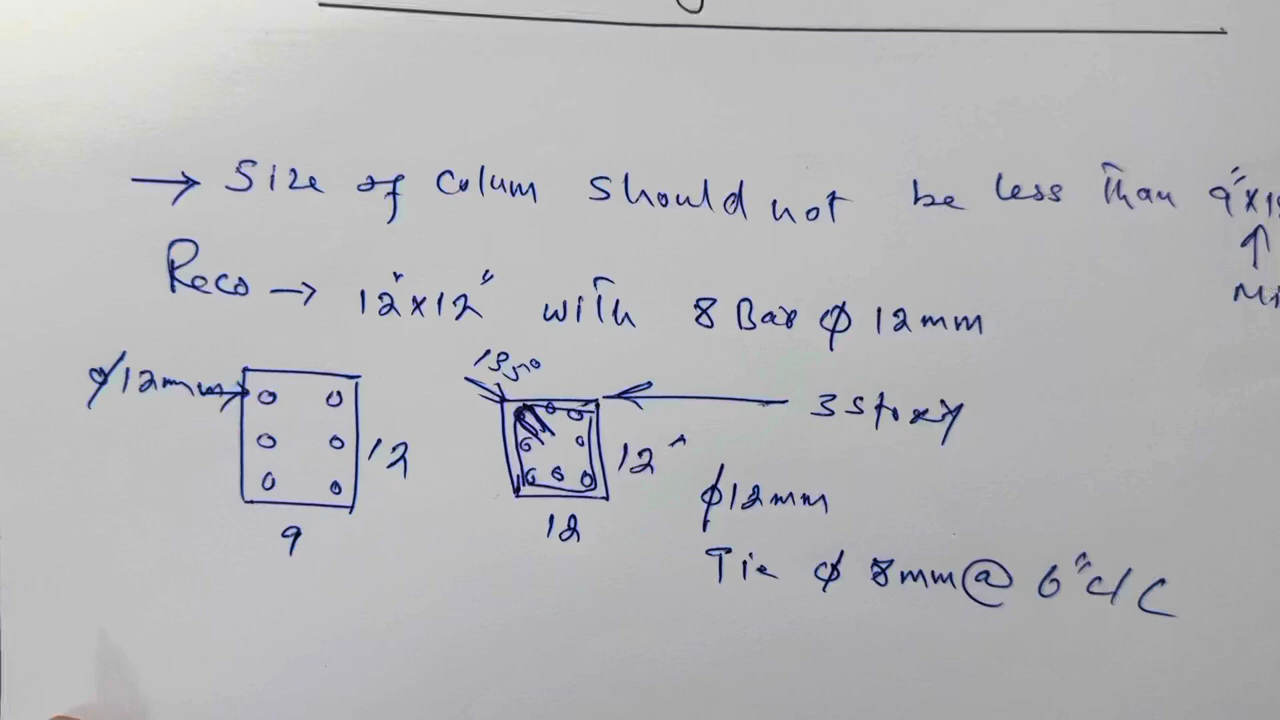 → Size of Colum Should not be less Than 9"x1
Reco → 12"x12" with 8 Bar ϕ 12mm
ϕ12mm
135°
3 Story
12
12"
9
12
ϕ12mm
Tie ϕ 8mm@ 6"c/c